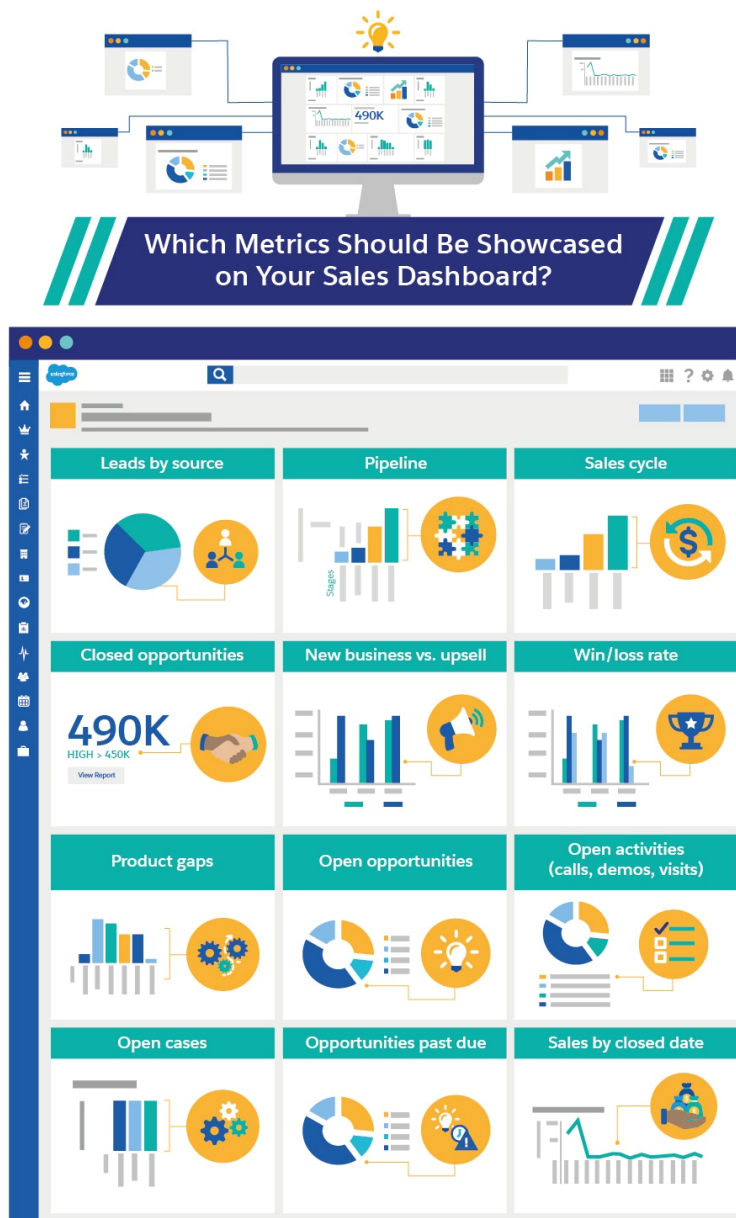 490K
Which Metrics Should Be Showcased
on Your Sales Dashboard?
salesforce
Leads by source
Pipeline
Sales cycle
Stages
Closed opportunities
New business vs. upsell
Win/loss rate
490K
HIGH > 450K
View Report
Product gaps
Open opportunities
Open activities
(calls, demos, visits)
Open cases
Opportunities past due
Sales by closed date